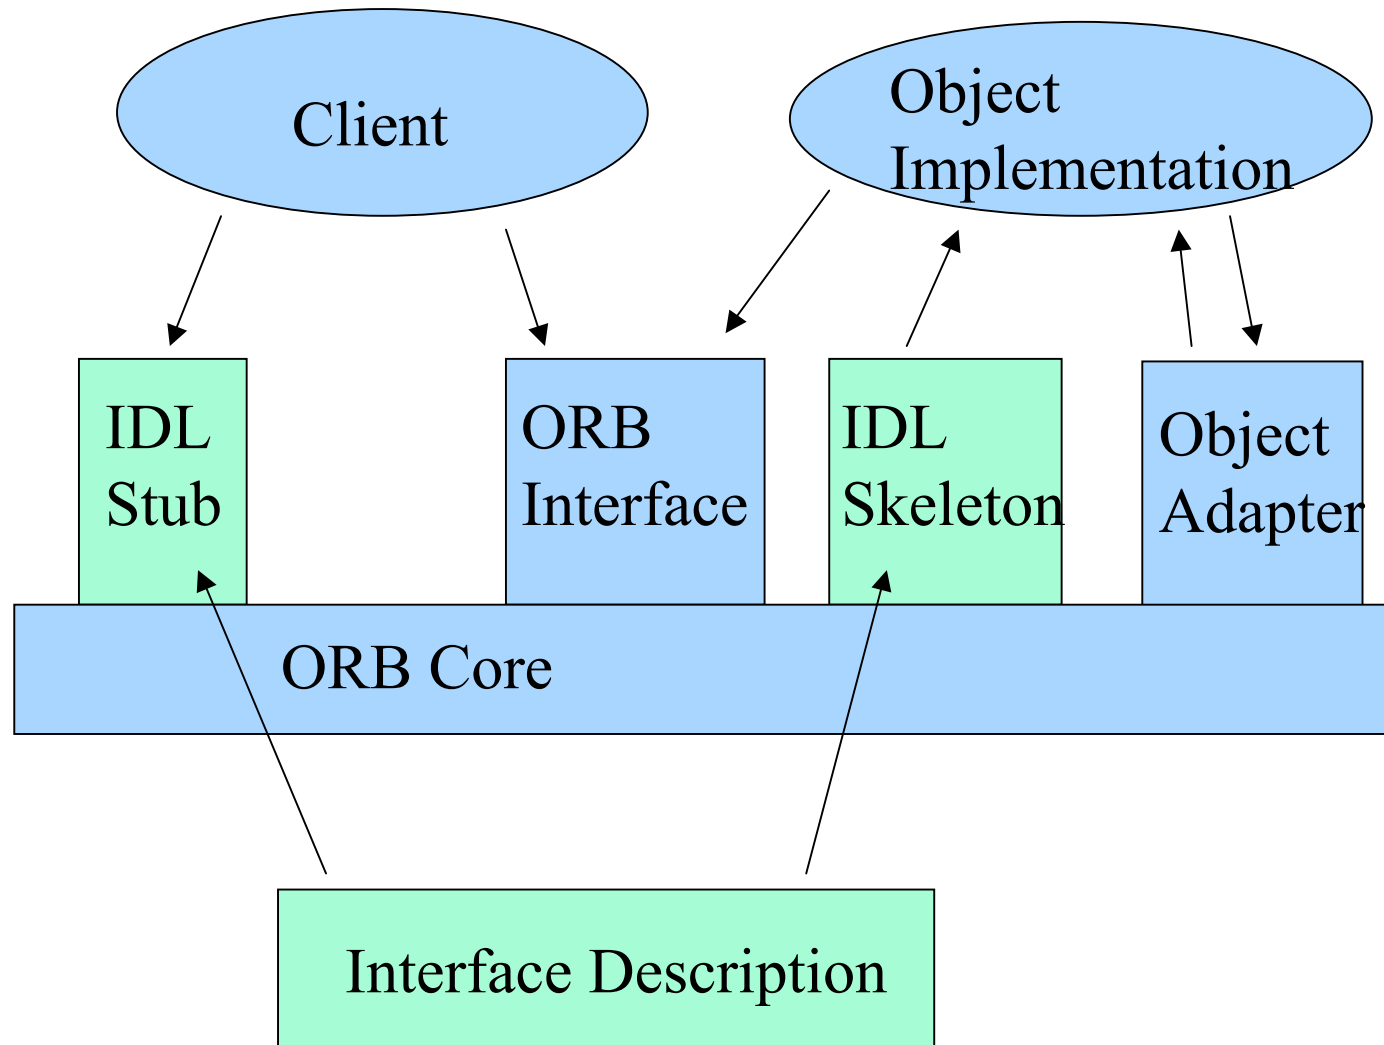 Client
Object
Implementation
IDL
Stub
ORB
Interface
IDL
Skeleton
Object
Adapter
ORB Core
Interface Description